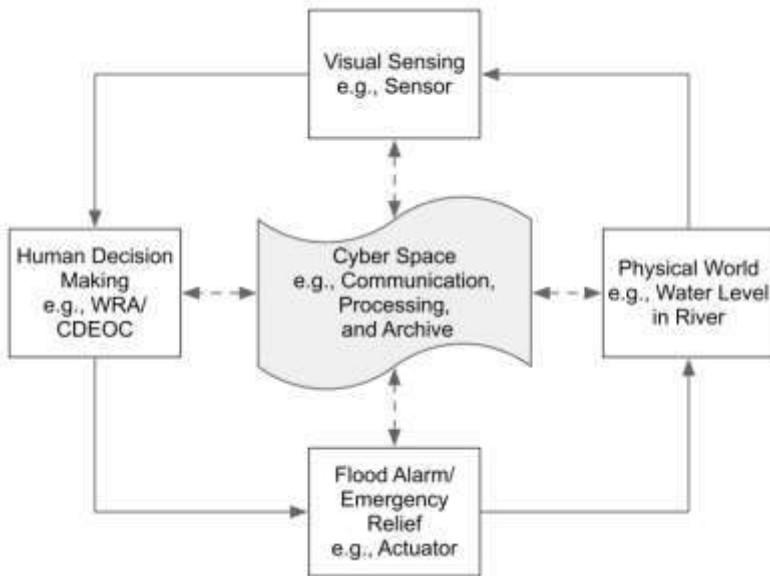 Visual Sensing
e.g., Sensor
Human Decision
Making
e.g., WRA/
CDEOC
Cyber Space
e.g., Communication,
Processing,
and Archive
Physical World
e.g., Water Level
in River
Flood Alarm/
Emergency
Relief
e.g., Actuator